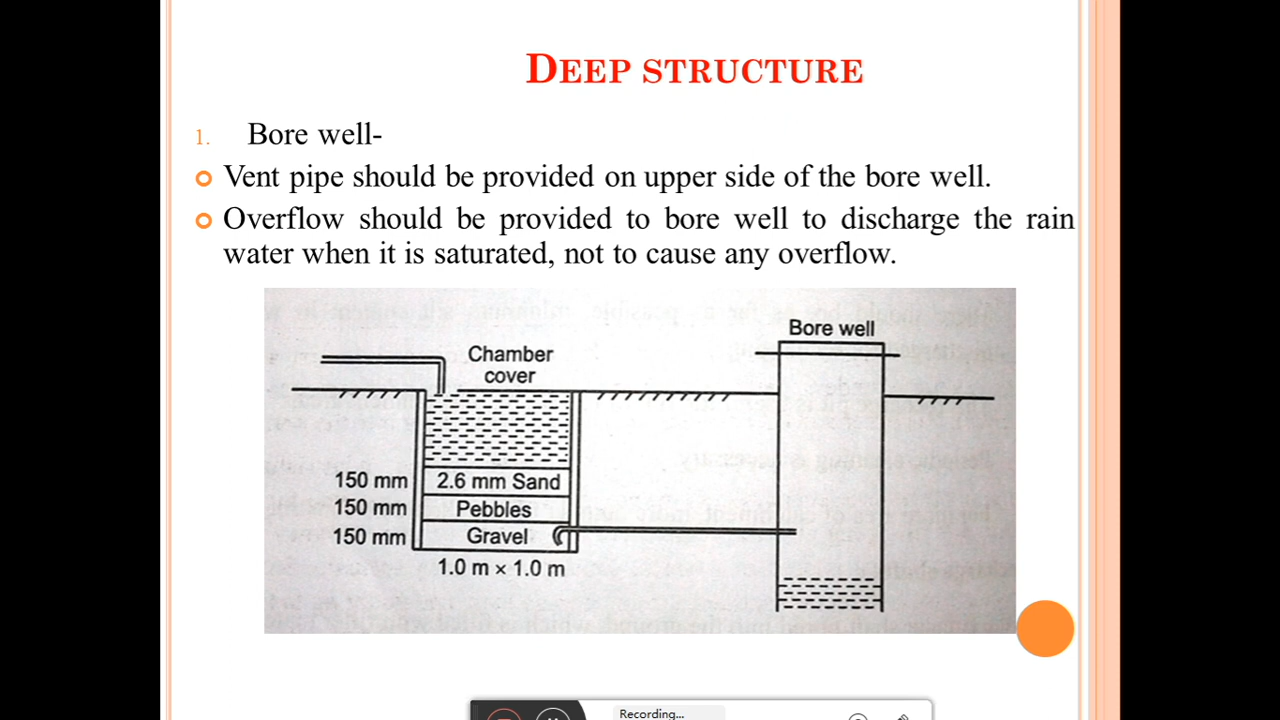 DEEP STRUCTURE
1. Bore well-
Vent pipe should be provided on upper side of the bore well.
Overflow should be provided to bore well to discharge the rain
water when it is saturated, not to cause any overflow.
Bore well
Chamber
cover
150 mm 2.6 mm Sand
150 mm Pebbles
150 mm Gravel
1.0 m × 1.0 m
Recording...